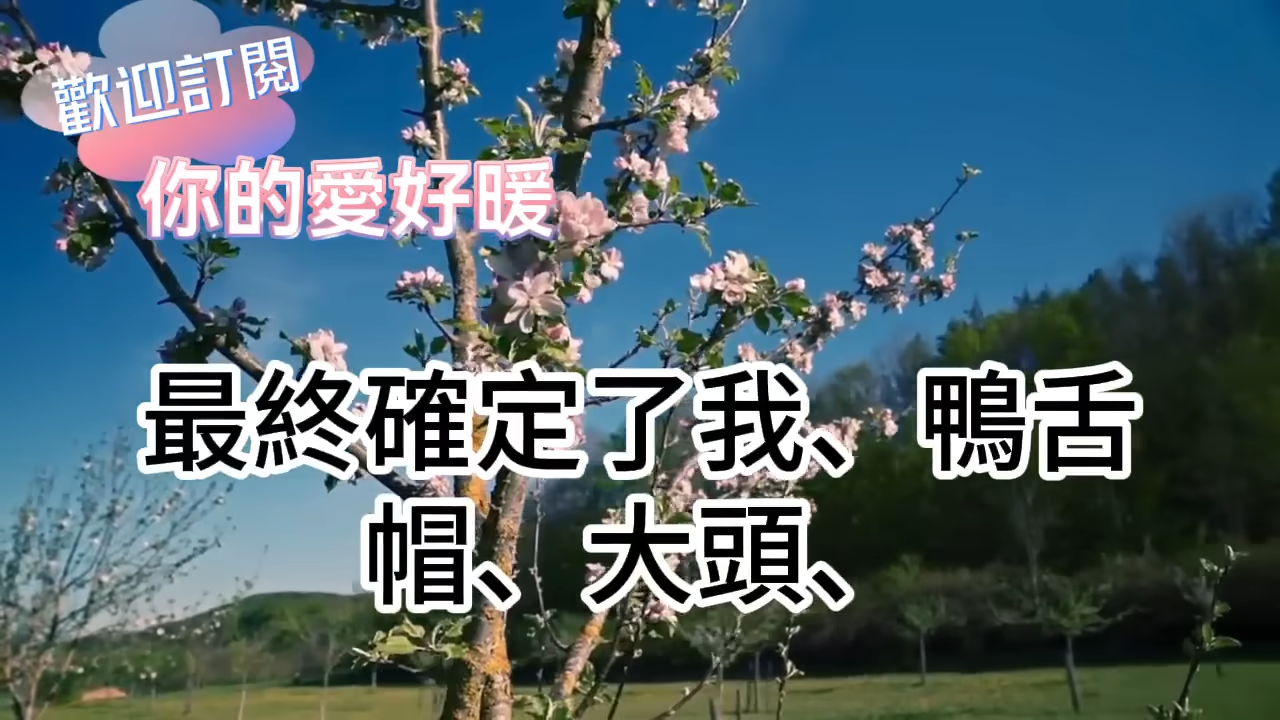 歡迎訂閱
你的愛好暖
最終確定了我、鴨舌
帽、大頭、